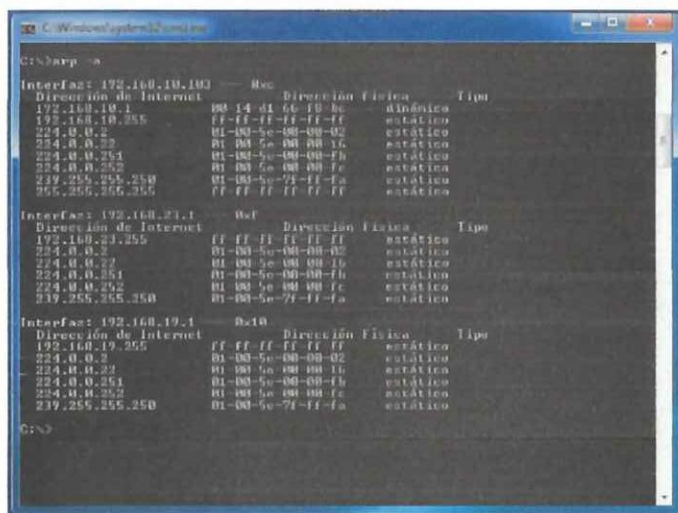 C:\Windows\system32\cmd.exe
C:\>arp -a
Interfaz: 192.168.10.103 --- 0xc
Dirección de Internet Dirección física Tipo
192.168.10.1 00-14-d1-66-f8-bc dinámico
192.168.10.255 ff-ff-ff-ff-ff-ff estático
224.0.0.2 01-00-5e-00-00-02 estático
224.0.0.22 01-00-5e-00-00-16 estático
224.0.0.251 01-00-5e-00-00-fb estático
224.0.0.252 01-00-5e-00-00-fc estático
239.255.255.250 01-00-5e-7f-ff-fa estático
255.255.255.255 ff-ff-ff-ff-ff-ff estático
Interfaz: 192.168.23.1 --- 0xf
Dirección de Internet Dirección física Tipo
192.168.23.255 ff-ff-ff-ff-ff-ff estático
224.0.0.2 01-00-5e-00-00-02 estático
224.0.0.22 01-00-5e-00-00-16 estático
224.0.0.251 01-00-5e-00-00-fb estático
224.0.0.252 01-00-5e-00-00-fc estático
239.255.255.250 01-00-5e-7f-ff-fa estático
Interfaz: 192.168.19.1 --- 0x10
Dirección de Internet Dirección física Tipo
192.168.19.255 ff-ff-ff-ff-ff-ff estático
224.0.0.2 01-00-5e-00-00-02 estático
224.0.0.22 01-00-5e-00-00-16 estático
224.0.0.251 01-00-5e-00-00-fb estático
224.0.0.252 01-00-5e-00-00-fc estático
239.255.255.250 01-00-5e-7f-ff-fa estático
C:\>